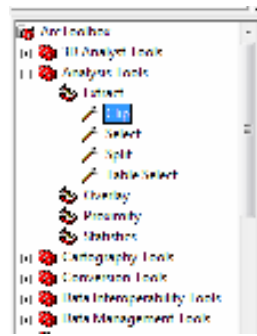 ArcToolbox
3D Analyst Tools
Analysis Tools
Extract
Clip
Select
Split
Table Select
Overlay
Proximity
Statistics
Cartography Tools
Conversion Tools
Data Interoperability Tools
Data Management Tools